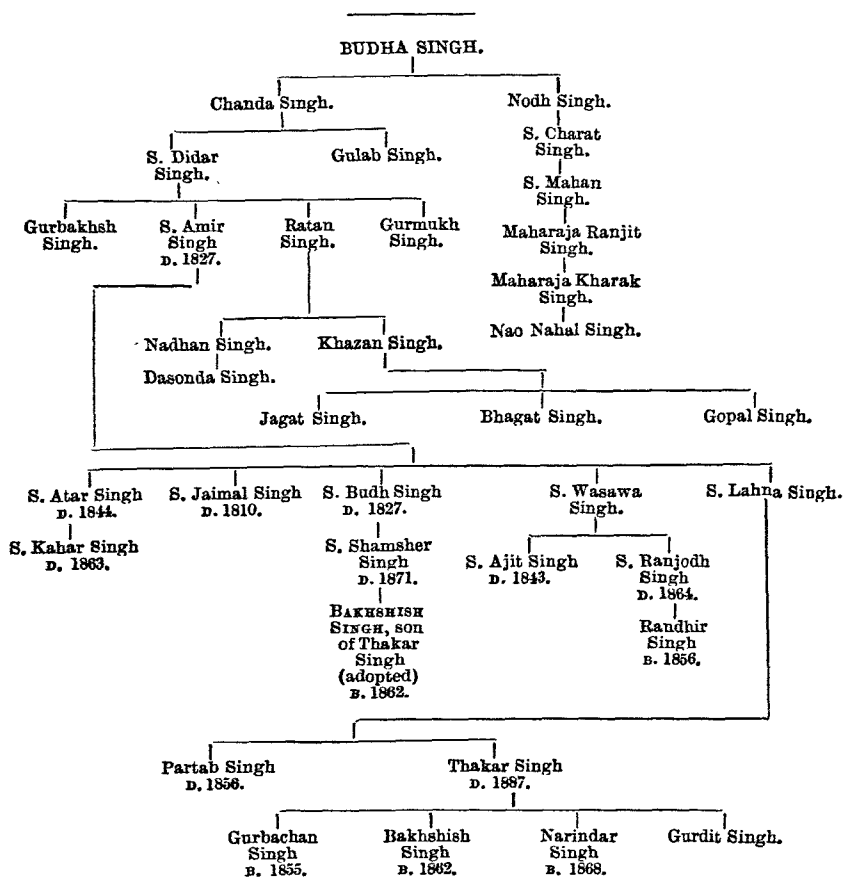 BUDHA SINGH.
Chanda Singh.
Nodh Singh.
S. Didar
Singh.
Gulab Singh.
S. Charat
Singh.
S. Mahan
Singh.
Gurbakhsh
Singh.
S. Amir
Singh
D. 1827.
Ratan
Singh.
Gurmukh
Singh.
Maharaja Ranjit
Singh.
Maharaja Kharak
Singh.
Nao Nahal Singh.
Nadhan Singh.
Khazan Singh.
Dasonda Singh.
Jagat Singh.
Bhagat Singh.
Gopal Singh.
S. Atar Singh
D. 1844.
S. Jaimal Singh
D. 1810.
S. Budh Singh
D. 1827.
S. Wasawa
Singh.
S. Lahna Singh.
S. Kahar Singh
D. 1863.
S. Shamsher
Singh
D. 1871.
S. Ajit Singh
D. 1843.
S. Ranjodh
Singh
D. 1864.
BAKHSHISH
SINGH, son
of Thakar
Singh
(adopted)
B. 1862.
Randhir
Singh
B. 1856.
Partab Singh
D. 1856.
Thakar Singh
D. 1887.
Gurbachan
Singh
B. 1855.
Bakhshish
Singh
B. 1862.
Narindar
Singh
B. 1868.
Gurdit Singh.